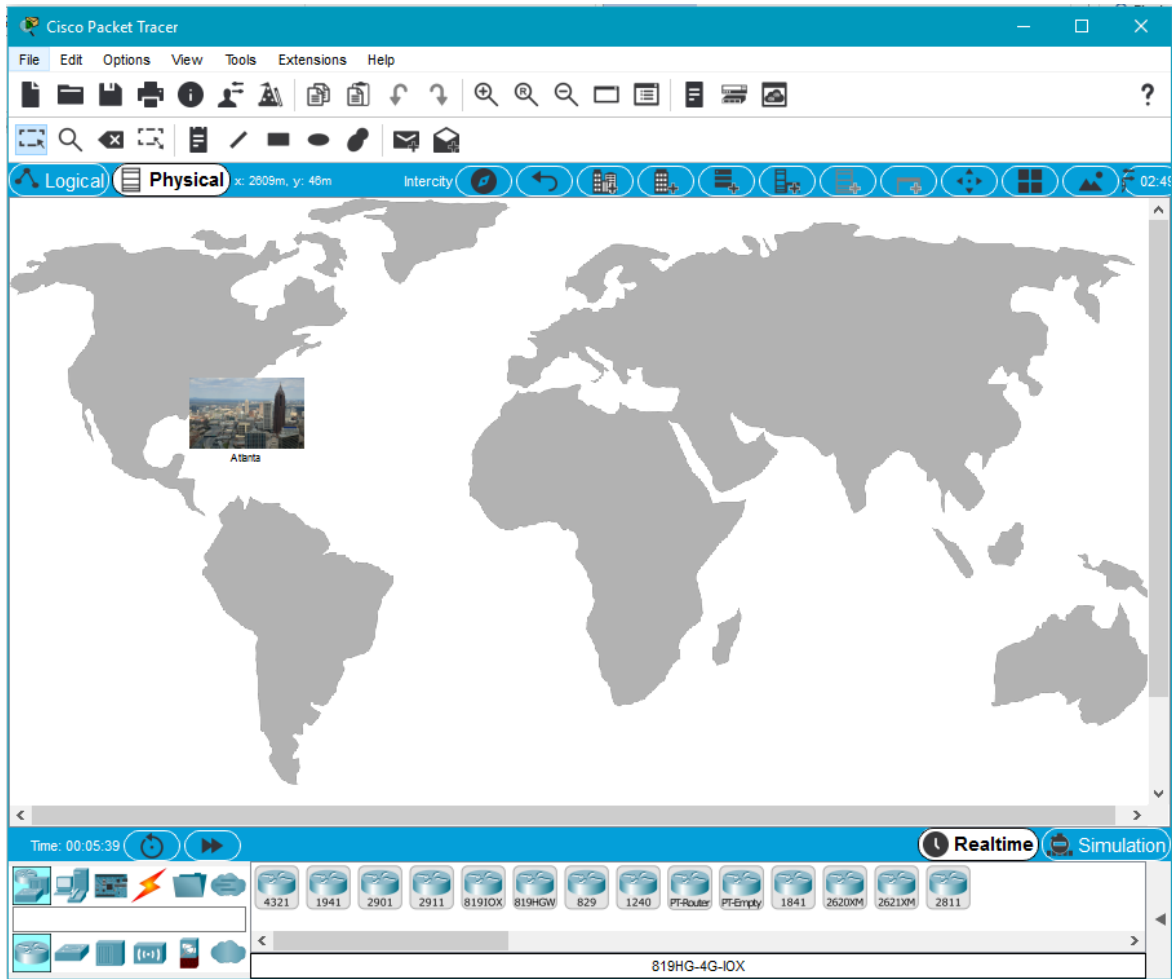 Cisco Packet Tracer
File Edit Options View Tools Extensions Help
?
Logical Physical x: 2609m, y: 46m Intercity 02:49
Atlanta
Time: 00:05:39 Realtime Simulation
4321 1941 2901 2911 819IOX 819HGW 829 1240 PT-Router PT-Empty 1841 2620XM 2621XM 2811
819HG-4G-IOX